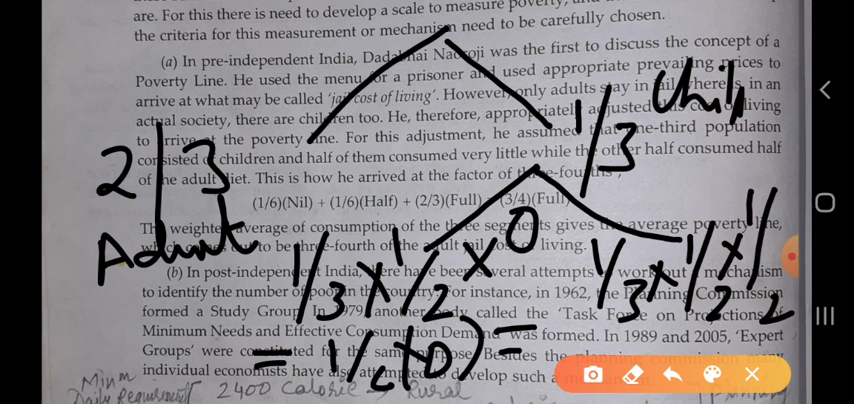 are. For this there is need to develop a scale to measure poverty, and
the criteria for this measurement or mechanism need to be carefully chosen.
(a) In pre-independent India, Dadabhai Naoroji was the first to discuss the concept of a
Poverty Line. He used the menu for a prisoner and used appropriate prevailing prices to
arrive at what may be called 'jail cost of living'. However, only adults stay in jail whereas, in an
actual society, there are children too. He, therefore, appropriately adjusted this cost of living
to arrive at the poverty line. For this adjustment, he assumed that one-third population
consisted of children and half of them consumed very little while the other half consumed half
of the adult diet. This is how he arrived at the factor of three-fourths;
(1/6)(Nil) + (1/6)(Half) + (2/3)(Full) = (3/4)(Full)
The weighted average of consumption of the three segments gives the average poverty line,
which comes out to be three-fourth of the adult jail cost of living.
(b) In post-independent India, there have been several attempts to work out a mechanism
to identify the number of poor in the country. For instance, in 1962, the Planning Commission
formed a Study Group. In 1979, another body called the 'Task Force on Projections of
Minimum Needs and Effective Consumption Demand' was formed. In 1989 and 2005, 'Expert
Groups' were constituted for the same purpose. Besides the planning commission many
individual economists have also attempted to develop such a mechanism.
2/3
1/3 Child
1/3 × 1/2 × 0
1/3 × 1/2 × 1/2
Minm
Daily Requirement 2400 Calorie → Rural